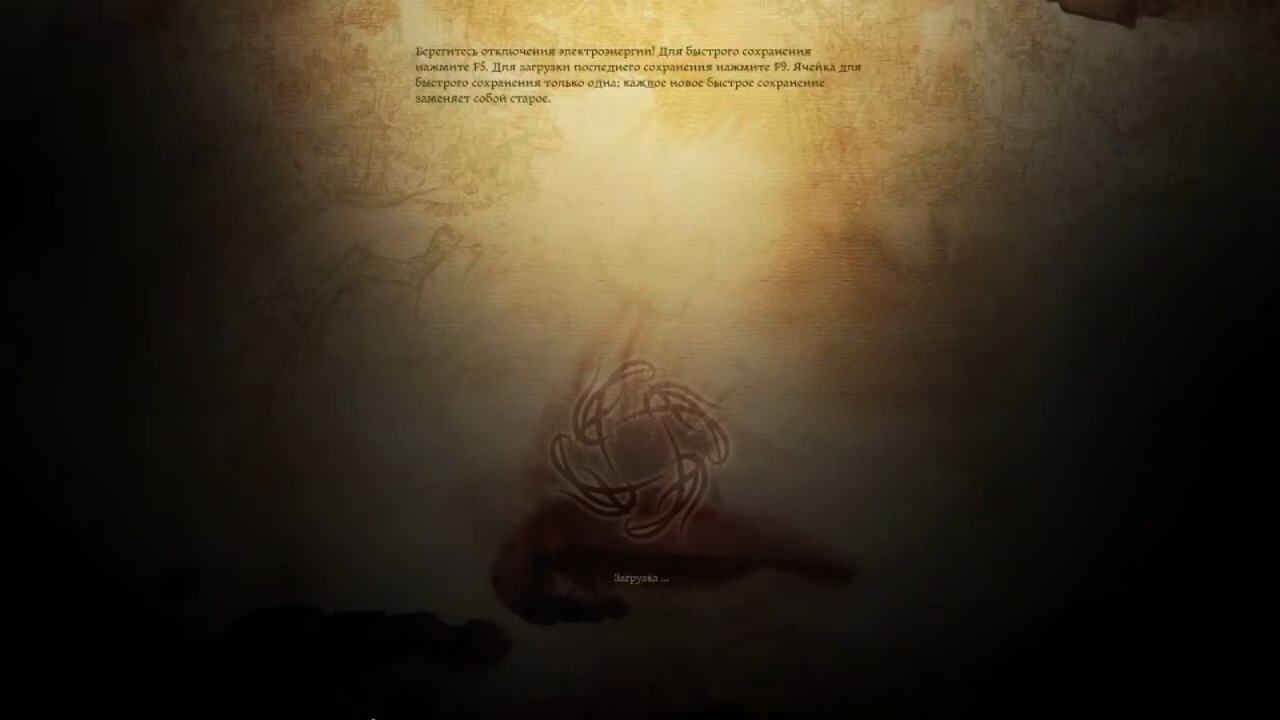 Берегитесь отключения электроэнергии! Для быстрого сохранения
нажмите F5. Для загрузки последнего сохранения нажмите F9. Ячейка для
быстрого сохранения только одна; каждое новое быстрое сохранение
заменяет собой старое.
Загрузка ...